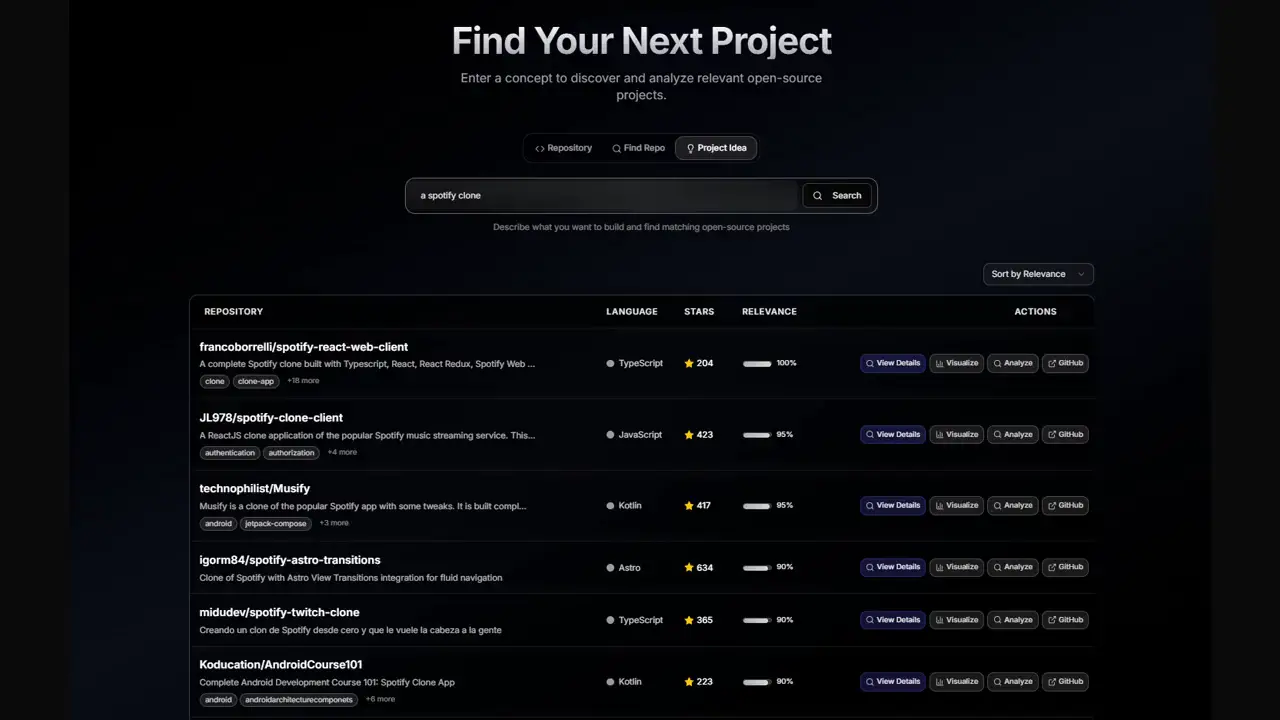 Find Your Next Project
Enter a concept to discover and analyze relevant open-source
projects.
Repository Find Repo Project Idea
a spotify clone Search
Describe what you want to build and find matching open-source projects
Sort by Relevance
REPOSITORY LANGUAGE STARS RELEVANCE ACTIONS
francoborrelli/spotify-react-web-client
A complete Spotify clone built with Typescript, React, React Redux, Spotify Web ...
clone clone-app +18 more
TypeScript 204 100% View Details Visualize Analyze GitHub
JL978/spotify-clone-client
A ReactJS clone application of the popular Spotify music streaming service. This...
authentication authorization +4 more
JavaScript 423 95% View Details Visualize Analyze GitHub
technophilist/Musify
Musify is a clone of the popular Spotify app with some tweaks. It is built compl...
android jetpack-compose +3 more
Kotlin 417 95% View Details Visualize Analyze GitHub
igorm84/spotify-astro-transitions
Clone of Spotify with Astro View Transitions integration for fluid navigation
Astro 634 90% View Details Visualize Analyze GitHub
midudev/spotify-twitch-clone
Creando un clon de Spotify desde cero y que le vuele la cabeza a la gente
TypeScript 365 90% View Details Visualize Analyze GitHub
Koducation/AndroidCourse101
Complete Android Development Course 101: Spotify Clone App
android androidarchitecturecomponets +6 more
Kotlin 223 90% View Details Visualize Analyze GitHub